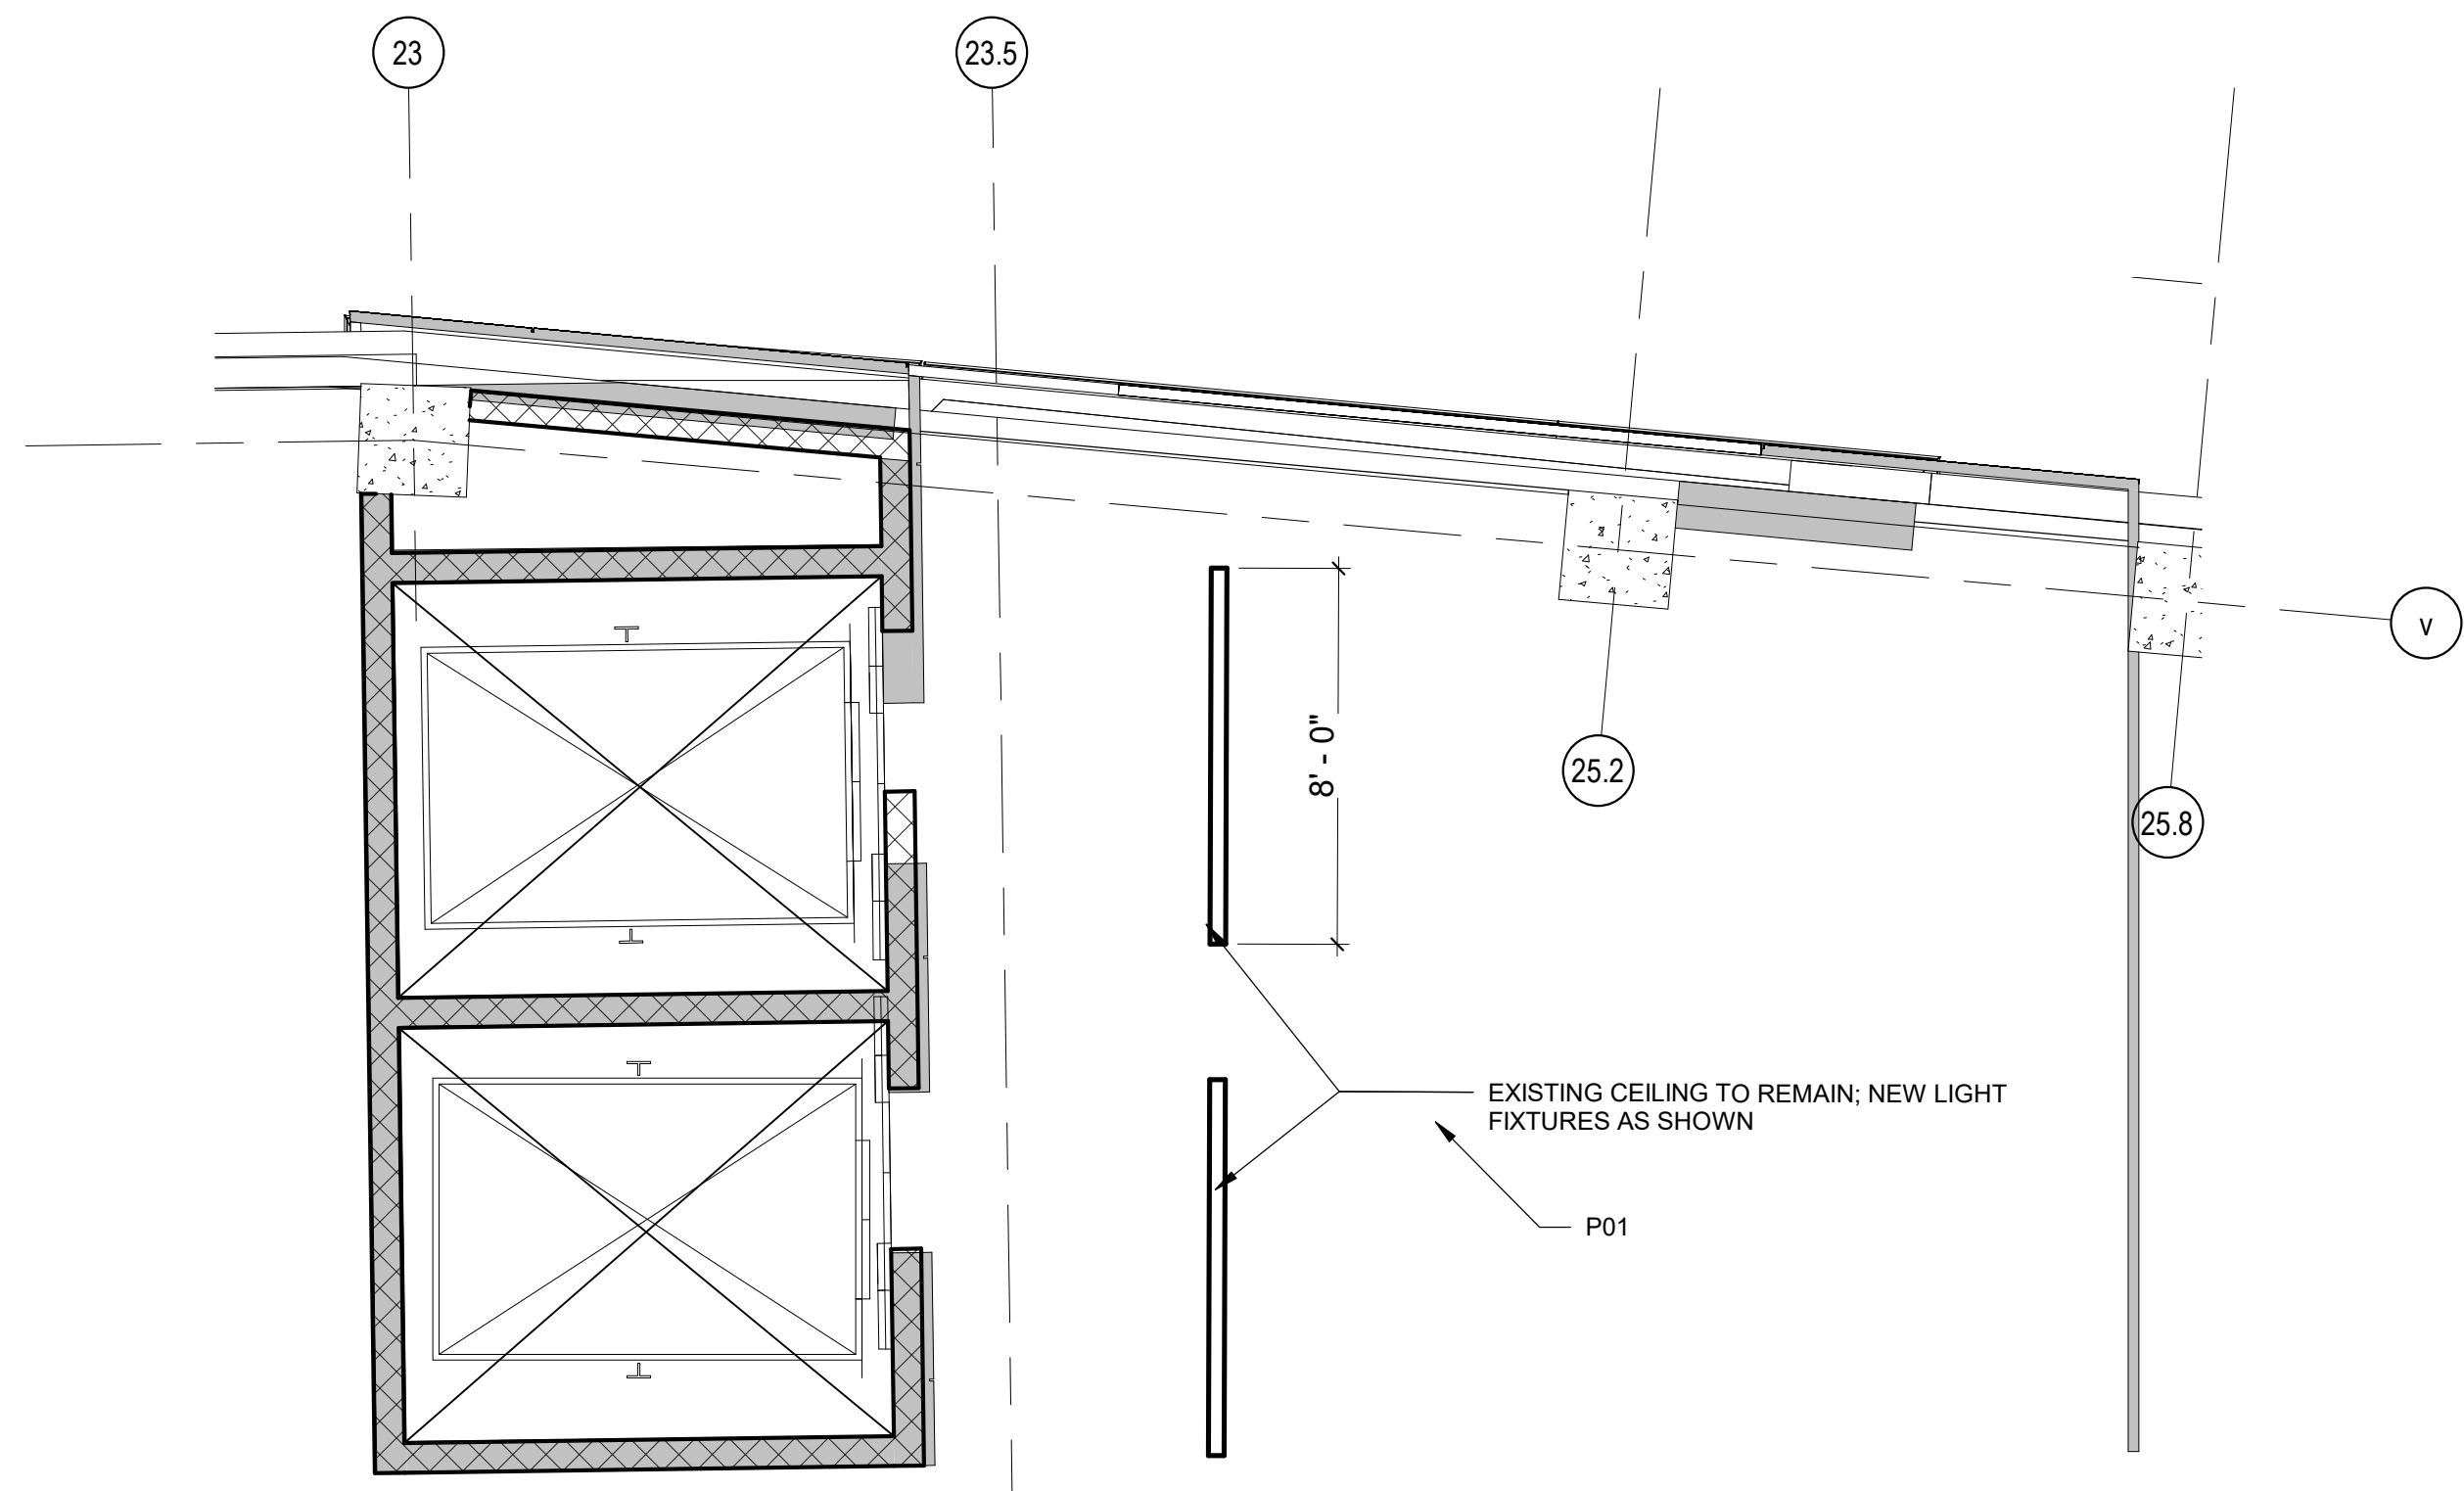 23
23.5
V
8' - 0"
25.2
25.8
EXISTING CEILING TO REMAIN; NEW LIGHT
FIXTURES AS SHOWN
P01